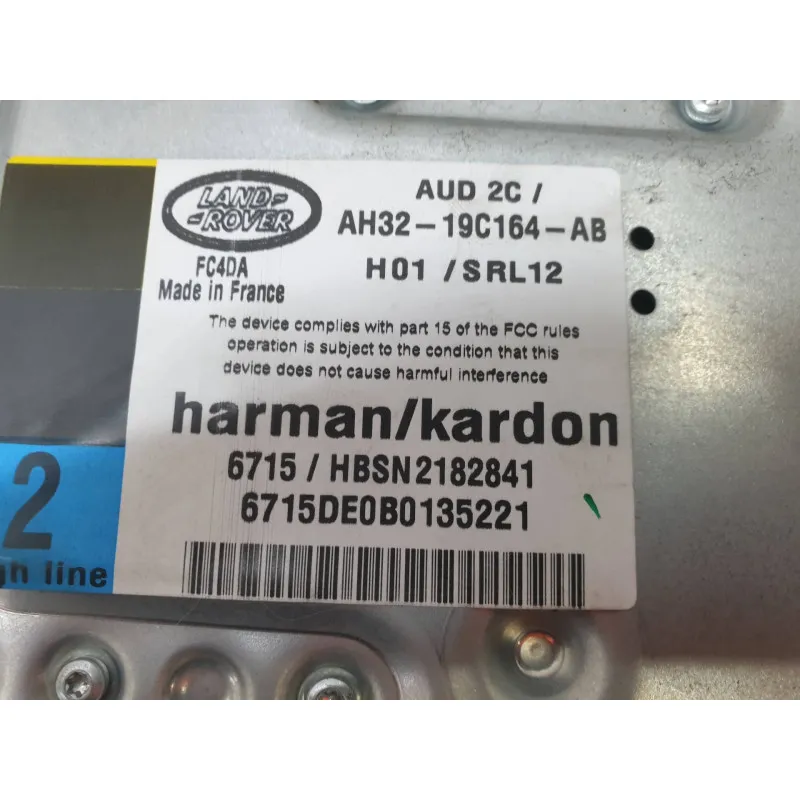 LAND-
-ROVER
FC4DA
Made in France
AUD 2C /
AH32-19C164-AB
H01 /SRL12
The device complies with part 15 of the FCC rules
operation is subject to the condition that this
device does not cause harmful interference
harman/kardon
6715 / HBSN2182841
6715DE0B0135221
2
gh line